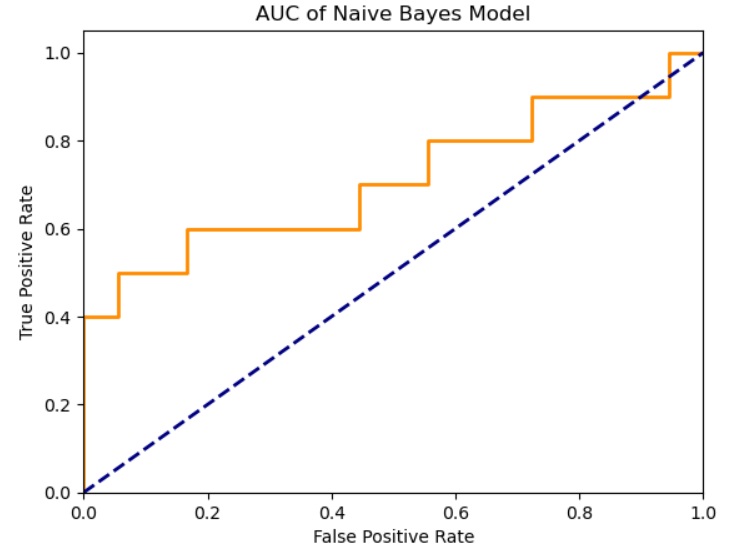 AUC of Naive Bayes Model
1.0
0.8
0.6
0.4
0.2
0.0
True Positive Rate
0.0 0.2 0.4 0.6 0.8 1.0
False Positive Rate